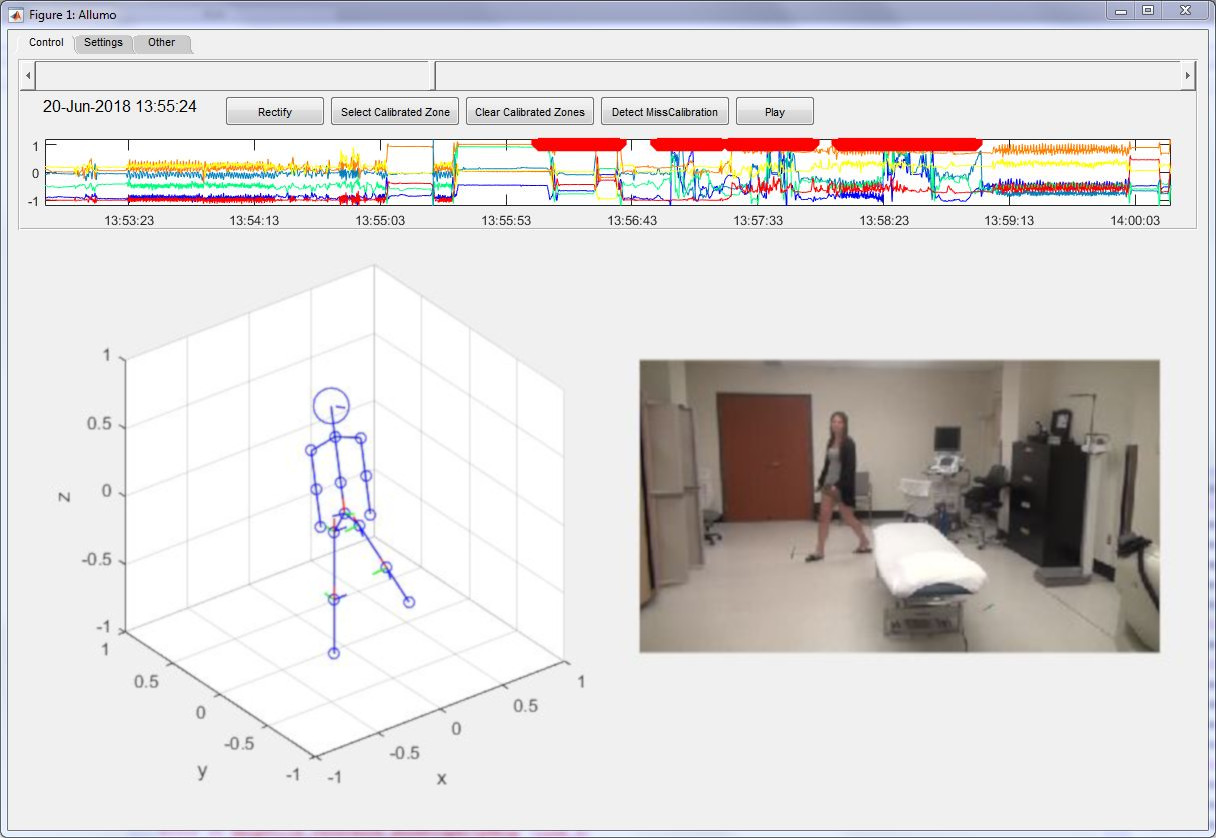 Figure 1: Allumo
Control Settings Other
20-Jun-2018 13:55:24 Rectify Select Calibrated Zone Clear Calibrated Zones Detect MissCalibration Play
1
0
-1
13:53:23 13:54:13 13:55:03 13:55:53 13:56:43 13:57:33 13:58:23 13:59:13 14:00:03
1
0.5
0
-0.5
-1
z
1
0.5
0
-0.5
-1
y
-1
-0.5
0
0.5
1
x